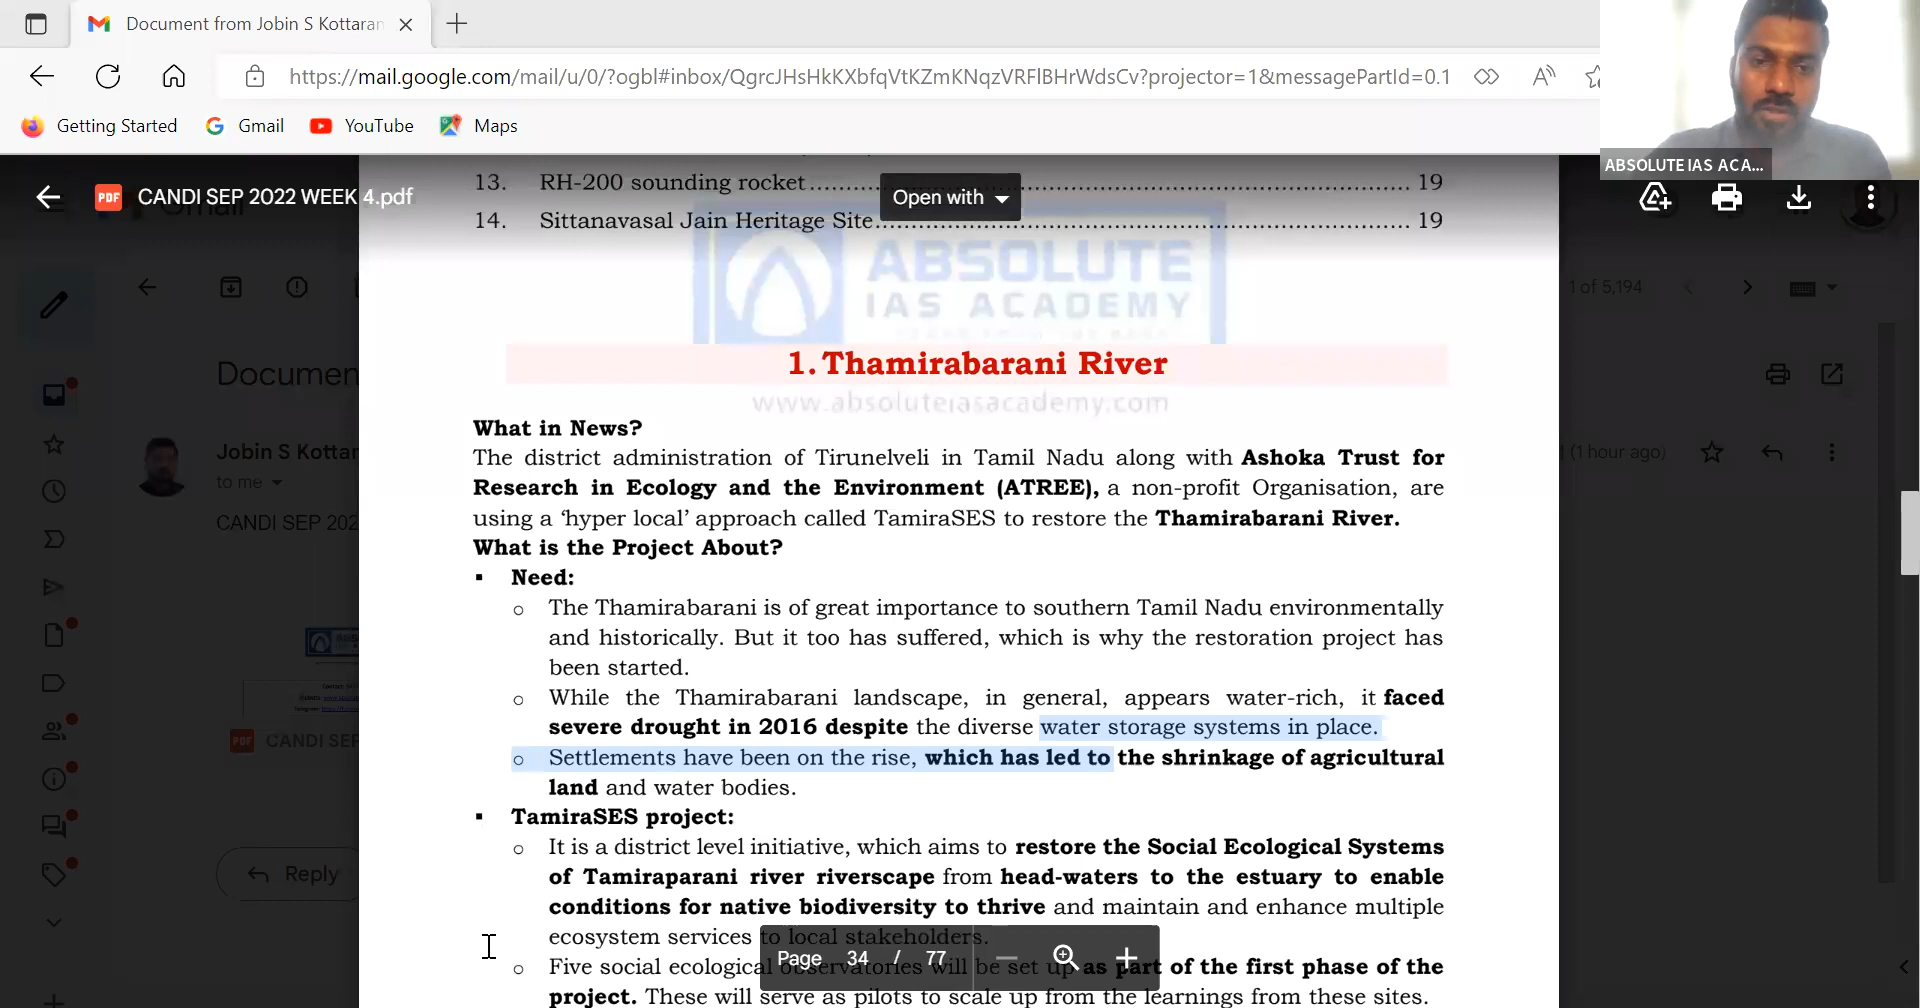 Document from Jobin S Kottaran
https://mail.google.com/mail/u/0/?ogbl#inbox/QgrcJHsHkKXbfqVtKZmKNqzVRFlBHrWdsCv?projector=1&messagePartId=0.1
Getting Started Gmail YouTube Maps
ABSOLUTE IAS ACA...
PDF CANDI SEP 2022 WEEK 4.pdf
Open with
13. RH-200 sounding rocket 19
14. Sittanavasal Jain Heritage Site 19
ABSOLUTE
IAS ACADEMY
1 of 5,194
1. Thamirabarani River
www.absoluteiasacademy.com
Documen
Jobin S Kottar
(1 hour ago)
to me
CANDI SEP 202
What in News?
The district administration of Tirunelveli in Tamil Nadu along with Ashoka Trust for
Research in Ecology and the Environment (ATREE), a non-profit Organisation, are
using a ‘hyper local’ approach called TamiraSES to restore the Thamirabarani River.
What is the Project About?
▪ Need:
o The Thamirabarani is of great importance to southern Tamil Nadu environmentally
and historically. But it too has suffered, which is why the restoration project has
been started.
o While the Thamirabarani landscape, in general, appears water-rich, it faced
severe drought in 2016 despite the diverse water storage systems in place.
o Settlements have been on the rise, which has led to the shrinkage of agricultural
land and water bodies.
▪ TamiraSES project:
o It is a district level initiative, which aims to restore the Social Ecological Systems
of Tamiraparani river riverscape from head-waters to the estuary to enable
conditions for native biodiversity to thrive and maintain and enhance multiple
ecosystem services to local stakeholders.
o Five social ecological observatories will be set up as part of the first phase of the
project. These will serve as pilots to scale up from the learnings from these sites.
PDF CANDI SEP
Reply
Page 34 / 77